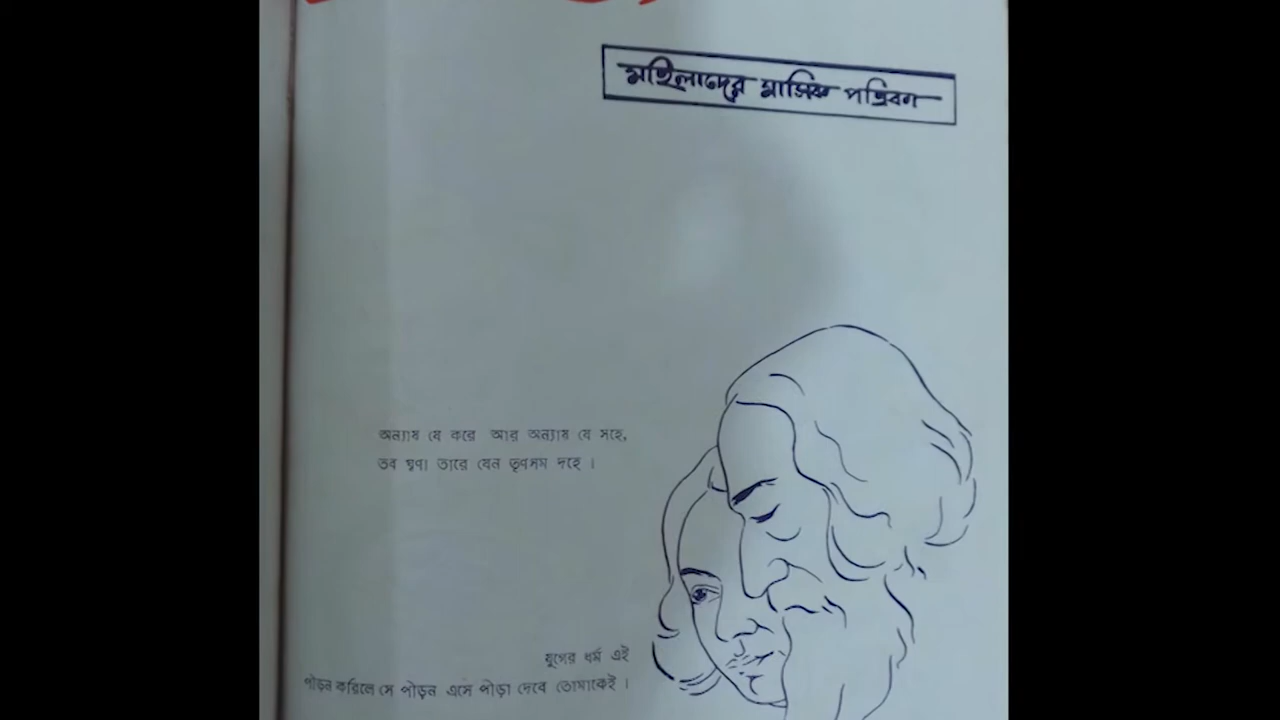 মহিলাদের মাসিক পত্রিকা
অন্যায় যে করে আর অন্যায় যে সহে,
তব ঘৃণা তারে যেন তৃণসম দহে ।
যুগের ধর্ম এই
পীড়ন করিলে সে পীড়ন এসে পীড়া দেবে তোমাকেই ।